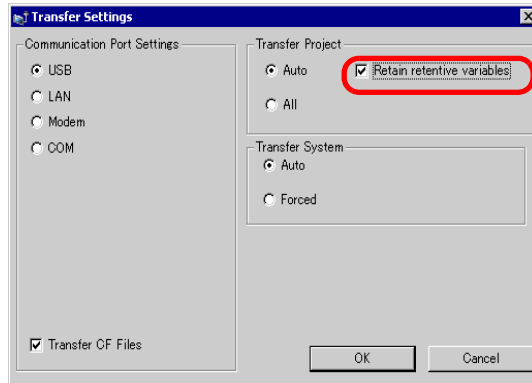 Transfer Settings
Communication Port Settings
USB
LAN
Modem
COM
Transfer CF Files
Transfer Project
Auto
Retain retentive variables
All
Transfer System
Auto
Forced
OK
Cancel